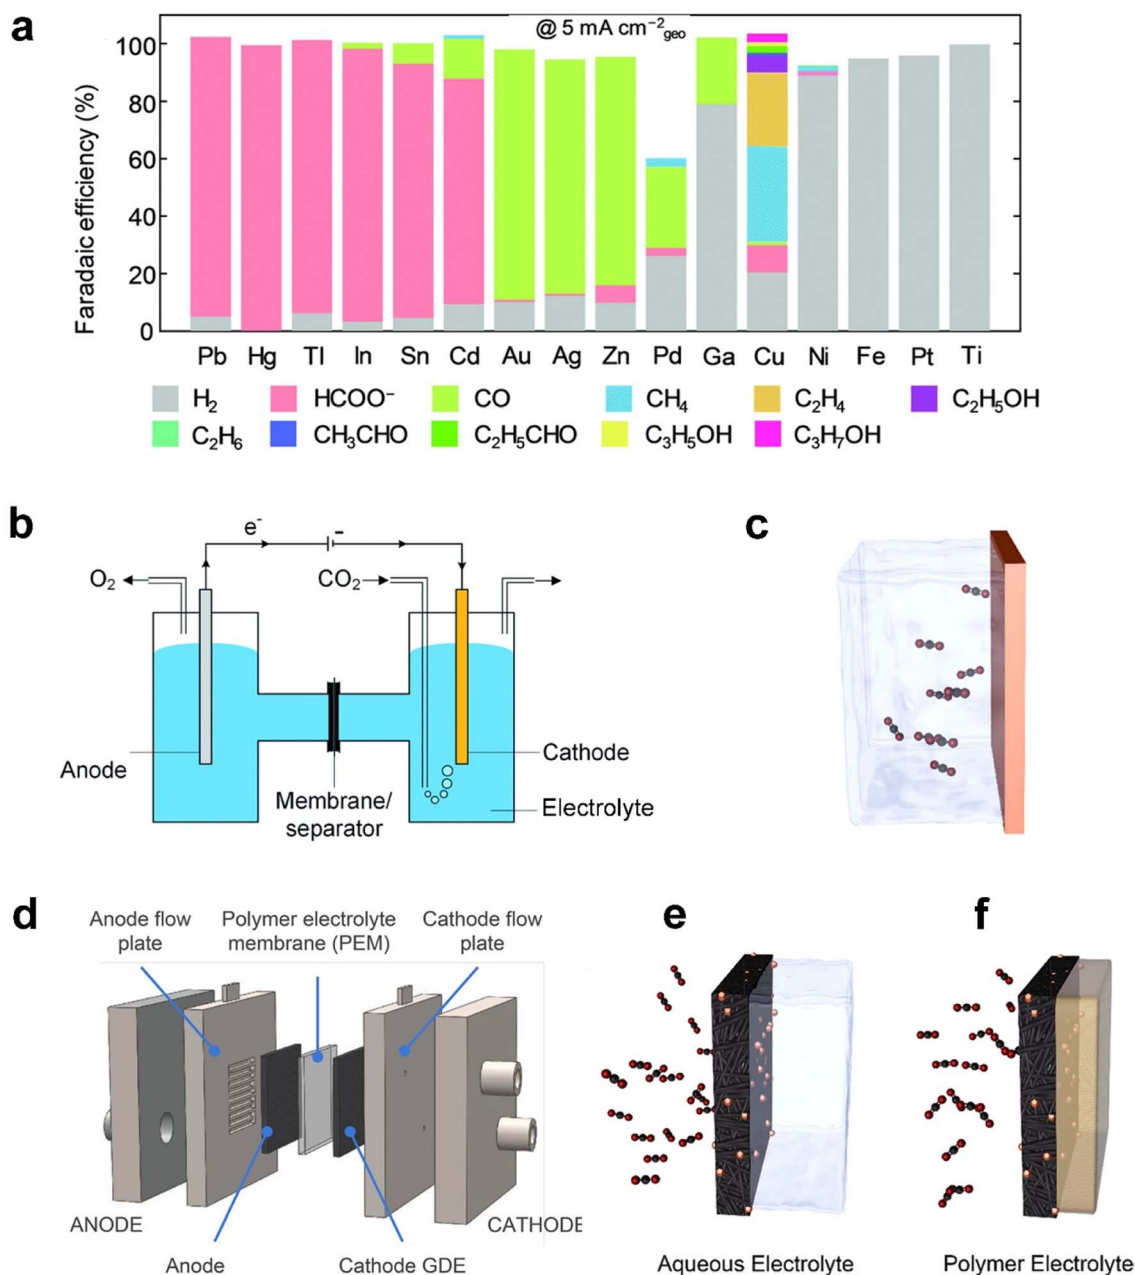 a
@ 5 mA cm⁻²geo
Faradaic efficiency (%)
100
80
60
40
20
0
Pb Hg Tl In Sn Cd Au Ag Zn Pd Ga Cu Ni Fe Pt Ti
H₂ HCOO⁻ CO CH₄ C₂H₄ C₂H₅OH
C₂H₆ CH₃CHO C₂H₅CHO C₃H₅OH C₃H₇OH
b
e⁻
-
O₂
CO₂
Anode
Cathode
Membrane/
separator
Electrolyte
c
d
Anode flow
plate
Polymer electrolyte
membrane (PEM)
Cathode flow
plate
ANODE
CATHODE
Anode
Cathode GDE
e
Aqueous Electrolyte
f
Polymer Electrolyte